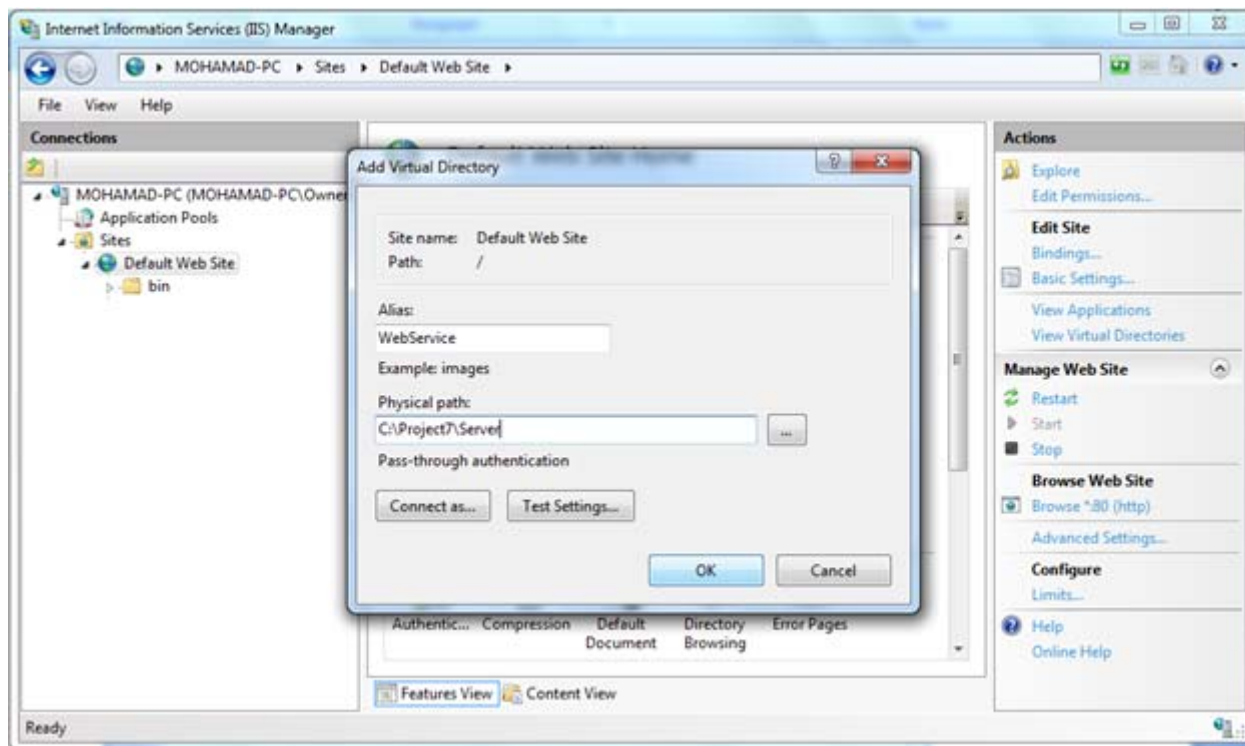 Internet Information Services (IIS) Manager
MOHAMAD-PC Sites Default Web Site
File View Help
Connections
MOHAMAD-PC (MOHAMAD-PC\Owner
Application Pools
Sites
Default Web Site
bin
Add Virtual Directory
Site name: Default Web Site
Path: /
Alias:
WebService
Example: images
Physical path:
C:\Project7\Server
...
Pass-through authentication
Connect as...
Test Settings...
OK
Cancel
Authentic...
Compression
Default Document
Directory Browsing
Error Pages
Features View
Content View
Actions
Explore
Edit Permissions...
Edit Site
Bindings...
Basic Settings...
View Applications
View Virtual Directories
Manage Web Site
Restart
Start
Stop
Browse Web Site
Browse *:80 (http)
Advanced Settings...
Configure
Limits...
Help
Online Help
Ready